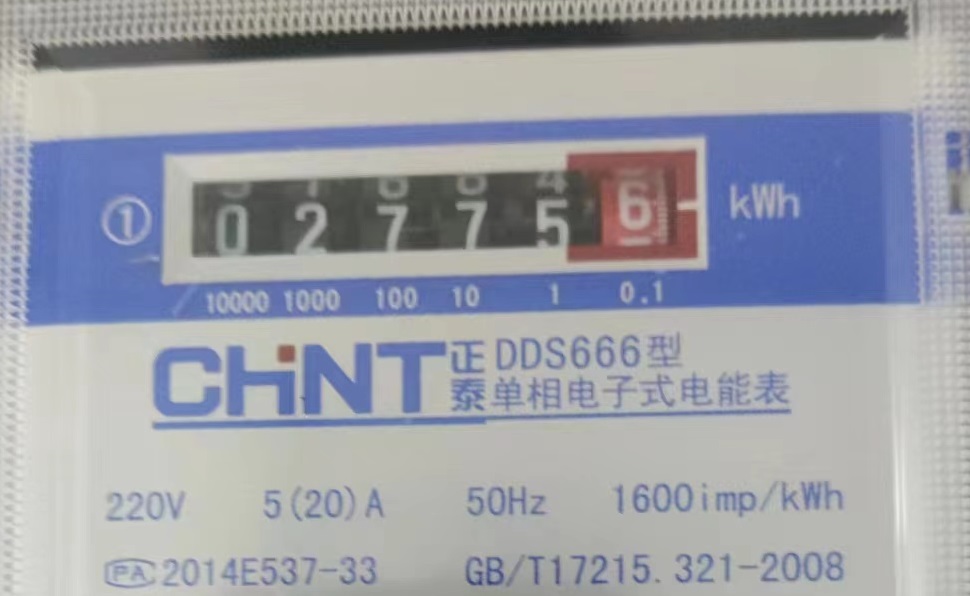 ① 0 2 7 7 5 6 kWh
10000 1000 100 10 1 0.1
CHiNT 正泰 DDS666型
单相电子式电能表
220V 5(20)A 50Hz 1600imp/kWh
PA 2014E537-33 GB/T17215.321-2008